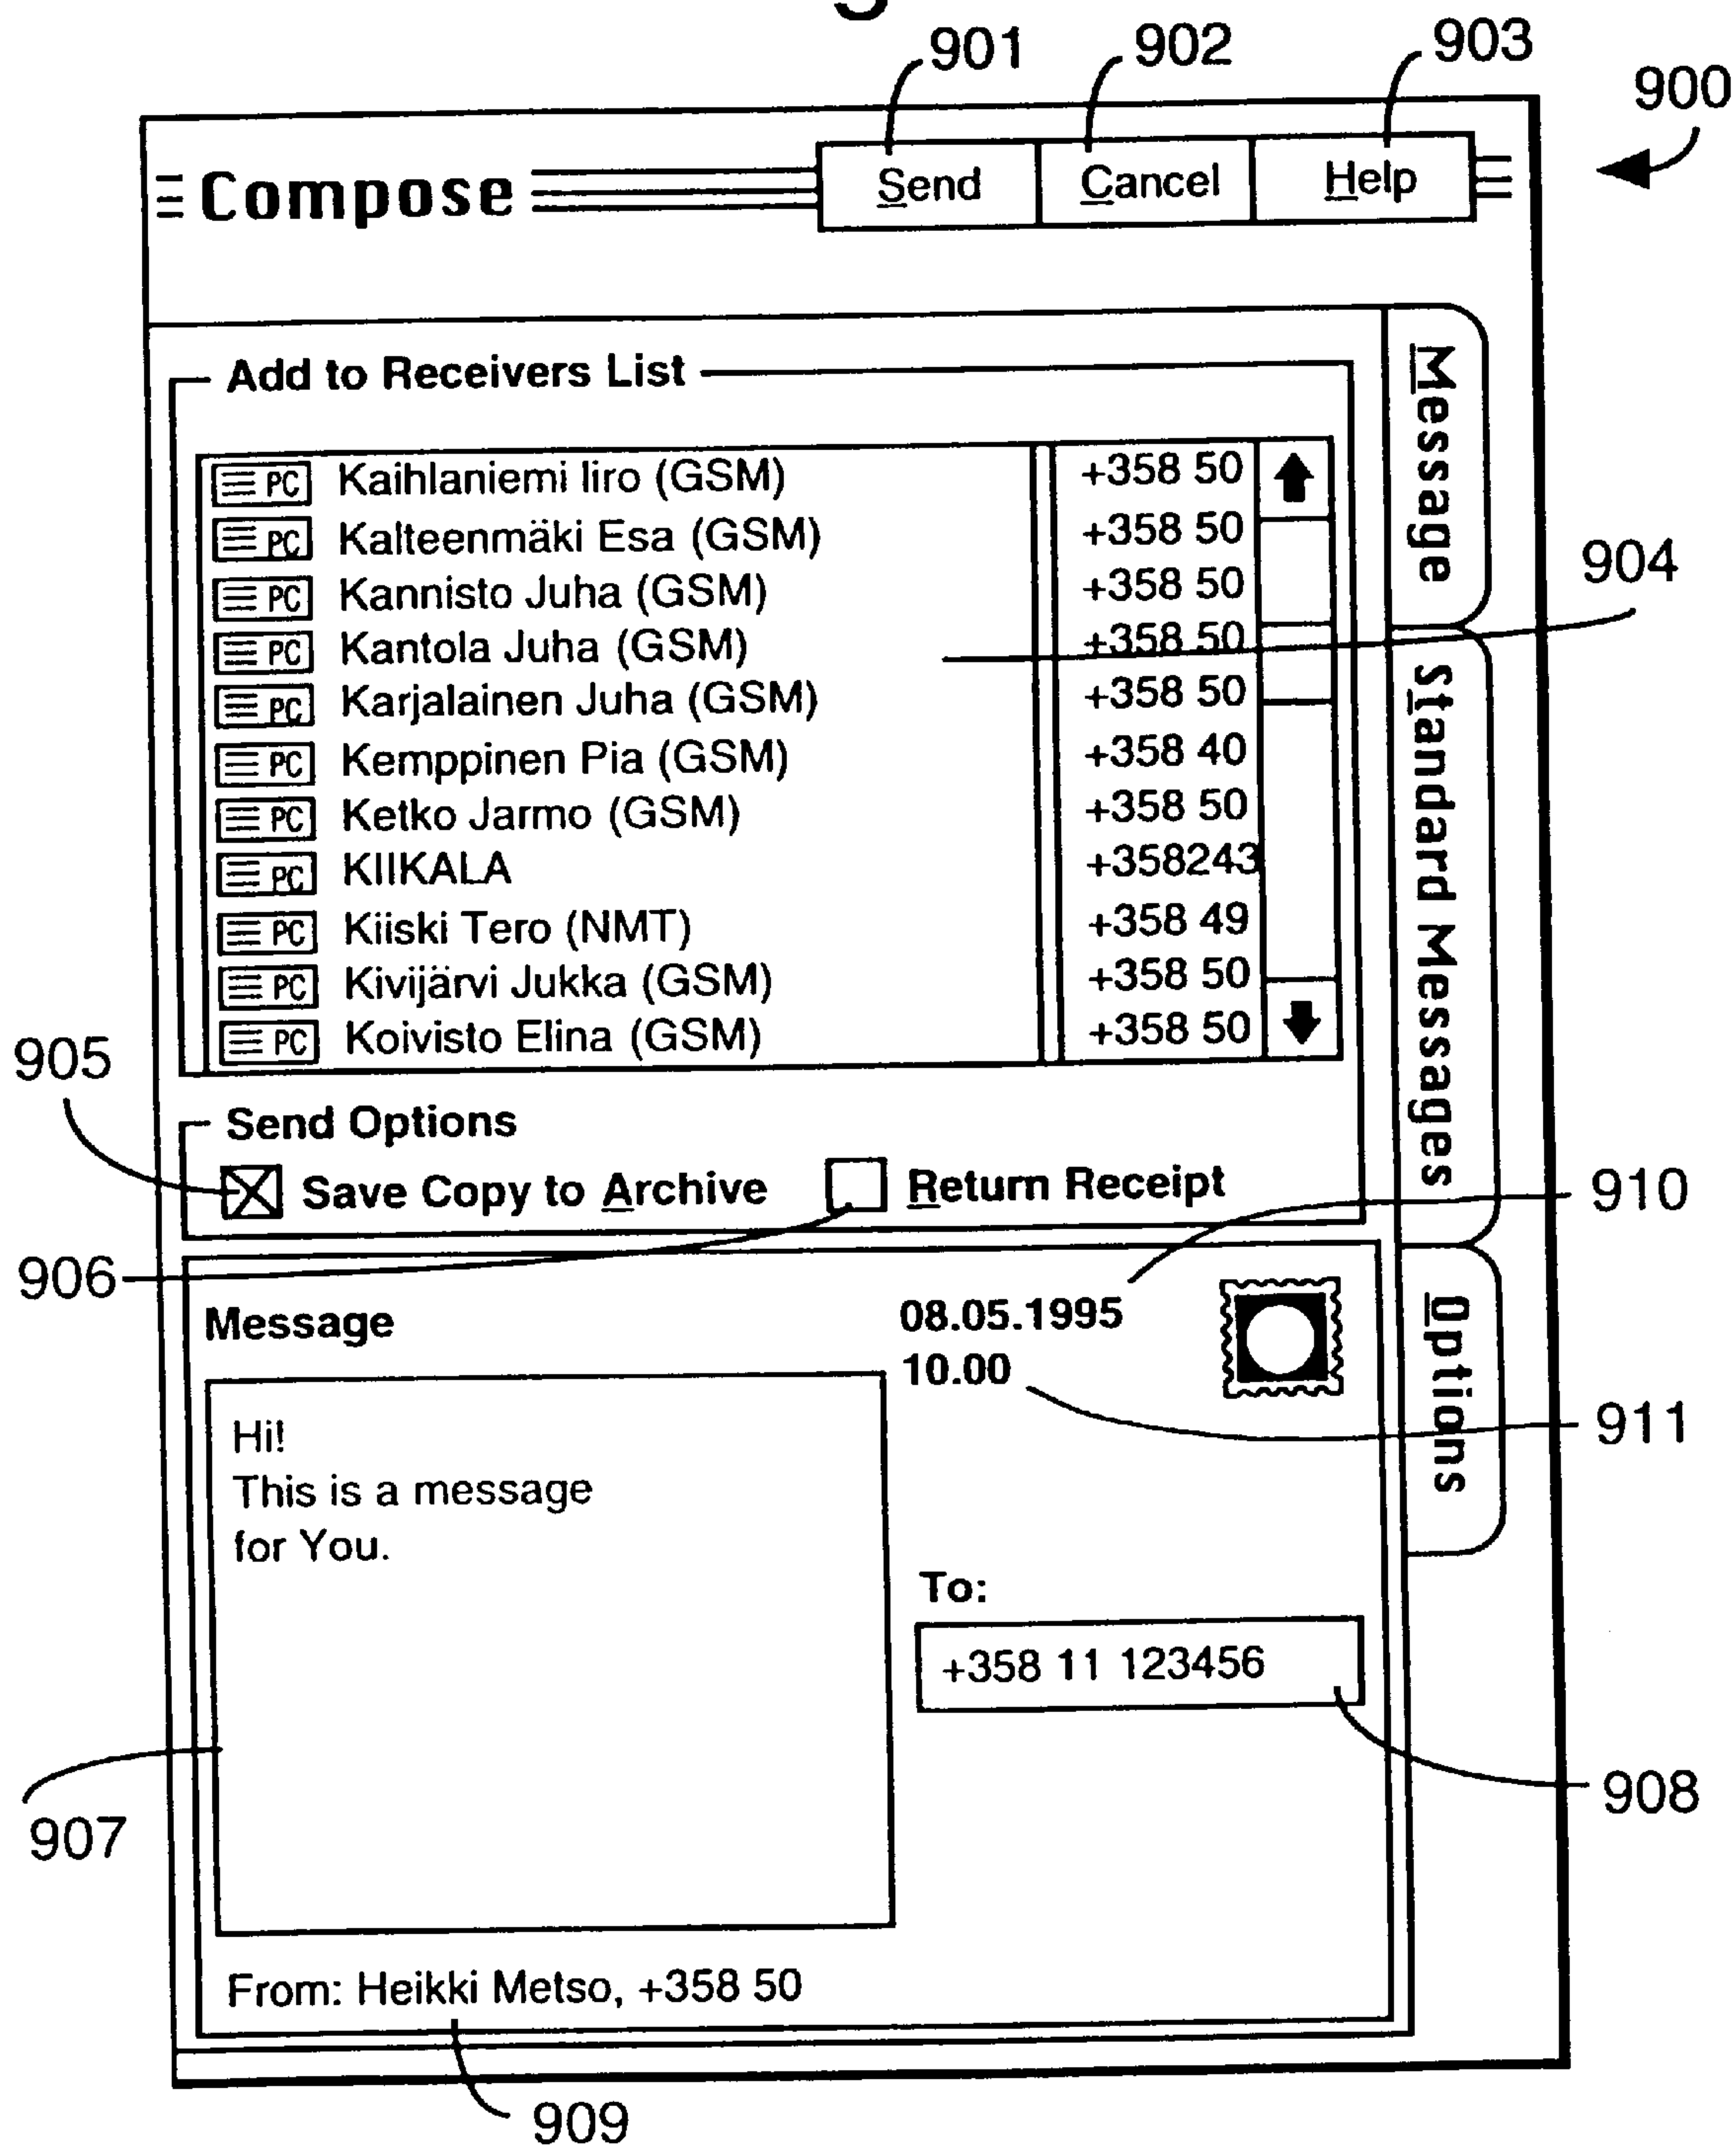 901 902 903
900
Compose Send Cancel Help
Add to Receivers List
PC Kaihlaniemi Iiro (GSM) +358 50
PC Kalteenmäki Esa (GSM) +358 50
PC Kannisto Juha (GSM) +358 50
904
PC Kantola Juha (GSM) +358 50
PC Karjalainen Juha (GSM) +358 50
PC Kemppinen Pia (GSM) +358 40
PC Ketko Jarmo (GSM) +358 50
PC KIIKALA +358243
PC Kiiski Tero (NMT) +358 49
PC Kivijärvi Jukka (GSM) +358 50
PC Koivisto Elina (GSM) +358 50
Message
Standard Messages
Options
905
Send Options
Save Copy to Archive Return Receipt
910
906
Message 08.05.1995
10.00
911
Hi!
This is a message
for You.
To:
+358 11 123456
908
907
From: Heikki Metso, +358 50
909